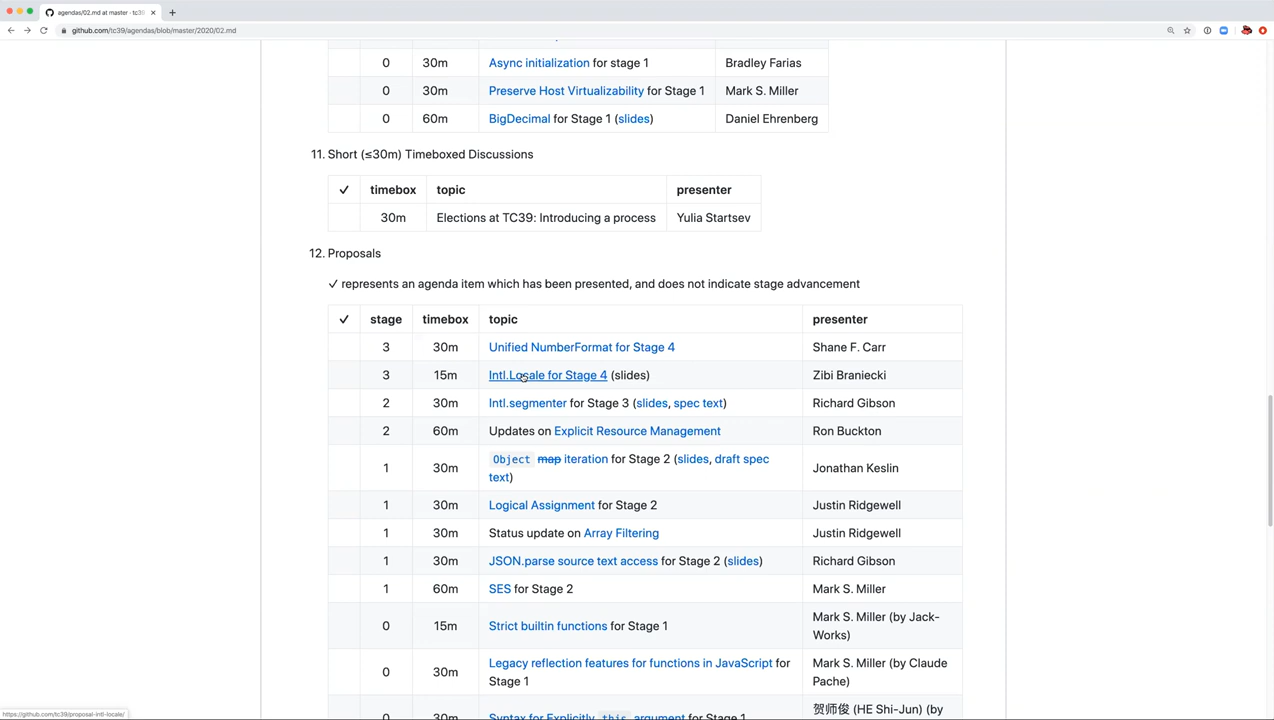 agendas/02.md at master · tc39
github.com/tc39/agendas/blob/master/2020/02.md
0 30m Async initialization for stage 1 Bradley Farias
0 30m Preserve Host Virtualizability for Stage 1 Mark S. Miller
0 60m BigDecimal for Stage 1 (slides) Daniel Ehrenberg
11. Short (≤30m) Timeboxed Discussions
✓ timebox topic presenter
30m Elections at TC39: Introducing a process Yulia Startsev
12. Proposals
✓ represents an agenda item which has been presented, and does not indicate stage advancement
✓ stage timebox topic presenter
3 30m Unified NumberFormat for Stage 4 Shane F. Carr
3 15m Intl.Locale for Stage 4 (slides) Zibi Braniecki
2 30m Intl.segmenter for Stage 3 (slides, spec text) Richard Gibson
2 60m Updates on Explicit Resource Management Ron Buckton
1 30m Object map iteration for Stage 2 (slides, draft spec
text) Jonathan Keslin
1 30m Logical Assignment for Stage 2 Justin Ridgewell
1 30m Status update on Array Filtering Justin Ridgewell
1 30m JSON.parse source text access for Stage 2 (slides) Richard Gibson
1 60m SES for Stage 2 Mark S. Miller
0 15m Strict builtin functions for Stage 1 Mark S. Miller (by Jack-
Works)
0 30m Legacy reflection features for functions in JavaScript for
Stage 1 Mark S. Miller (by Claude
Pache)
0 30m Syntax for Explicitly this argument for Stage 1 贺师俊 (HE Shi-Jun) (by
https://github.com/tc39/proposal-intl-locale/